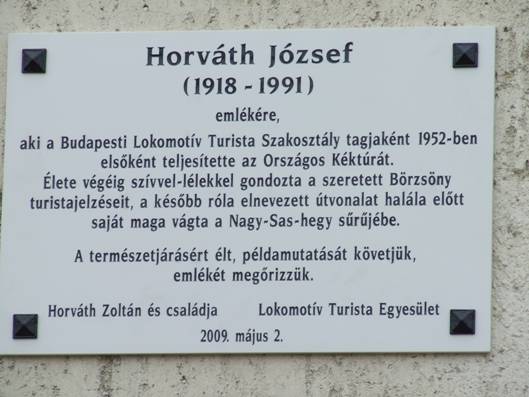 Horváth József
(1918 - 1991)
emlékére,
aki a Budapesti Lokomotív Turista Szakosztály tagjaként 1952-ben
elsőként teljesítette az Országos Kéktúrát.
Élete végéig szívvel-lélekkel gondozta a szeretett Börzsöny
turistajelzéseit, a később róla elnevezett útvonalat halála előtt
saját maga vágta a Nagy-Sas-hegy sűrűjébe.
A természetjárásért élt, példamutatását követjük,
emlékét megőrizzük.
Horváth Zoltán és családja Lokomotív Turista Egyesület
2009. május 2.